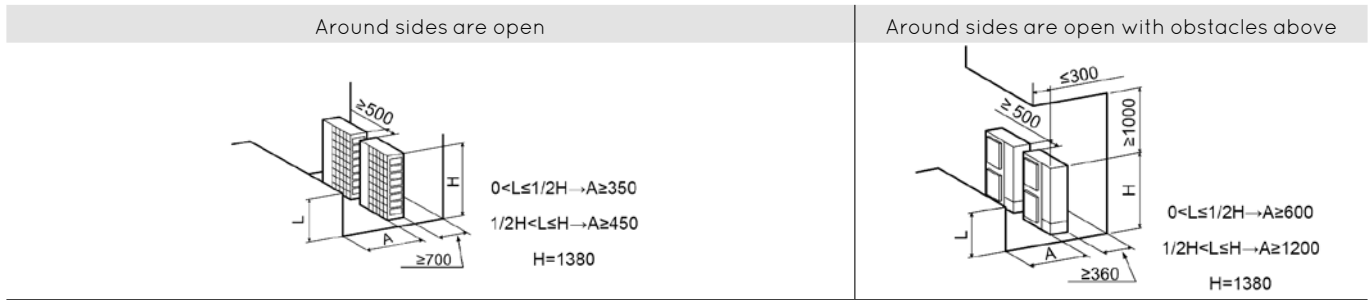 Around sides are open
≥500
H
L
A
≥700
0<L≤1/2H→A≥350
1/2H<L≤H→A≥450
H=1380
Around sides are open with obstacles above
≤300
≥500
≥1000
H
L
A
≥360
0<L≤1/2H→A≥600
1/2H<L≤H→A≥1200
H=1380